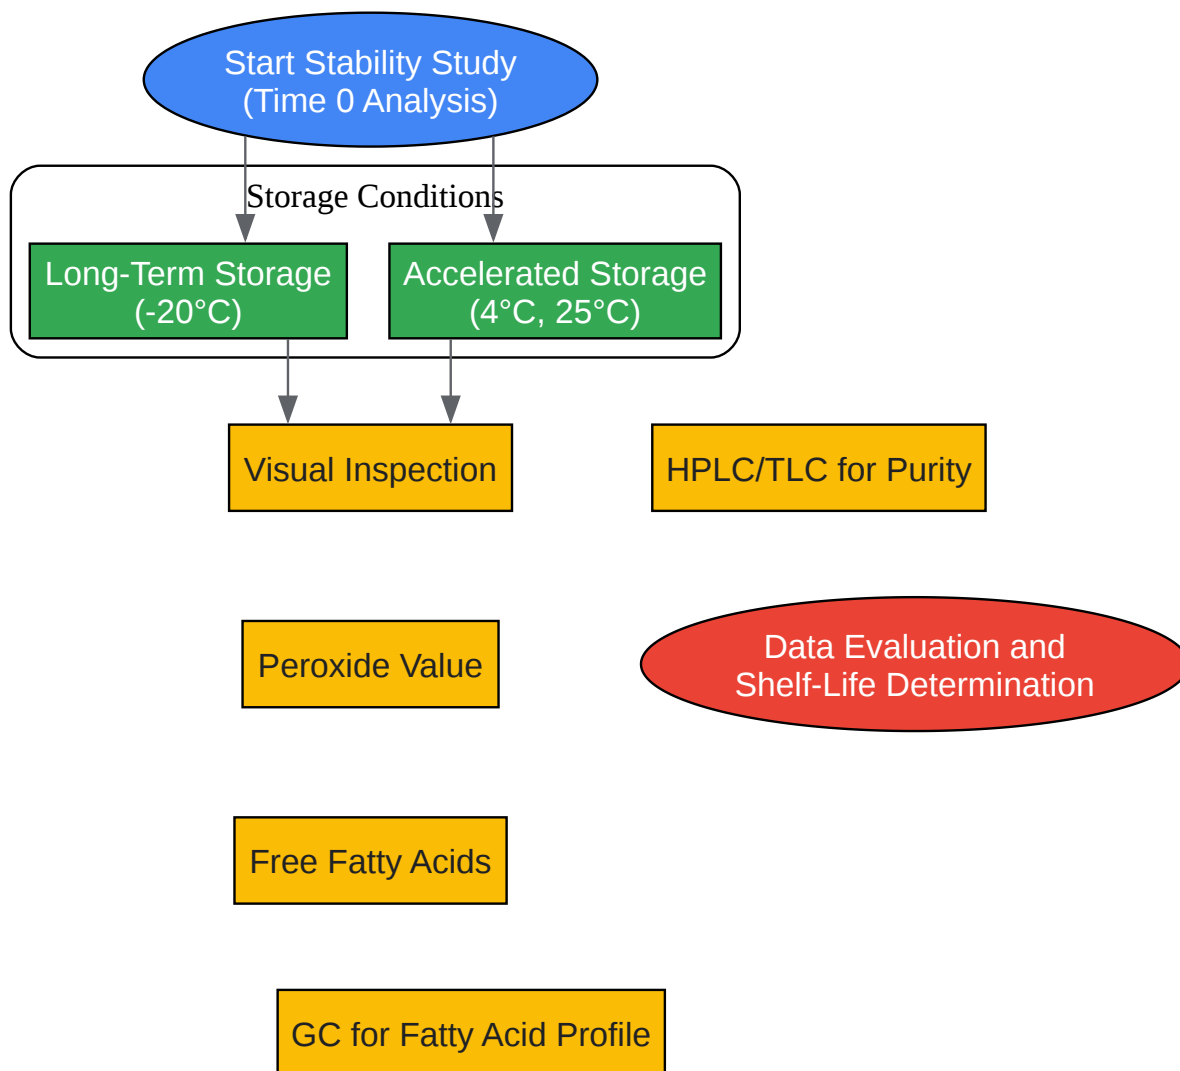 Start Stability Study
(Time 0 Analysis)
Storage Conditions
Long-Term Storage
(-20°C)
Accelerated Storage
(4°C, 25°C)
Visual Inspection
HPLC/TLC for Purity
Peroxide Value
Data Evaluation and
Shelf-Life Determination
Free Fatty Acids
GC for Fatty Acid Profile